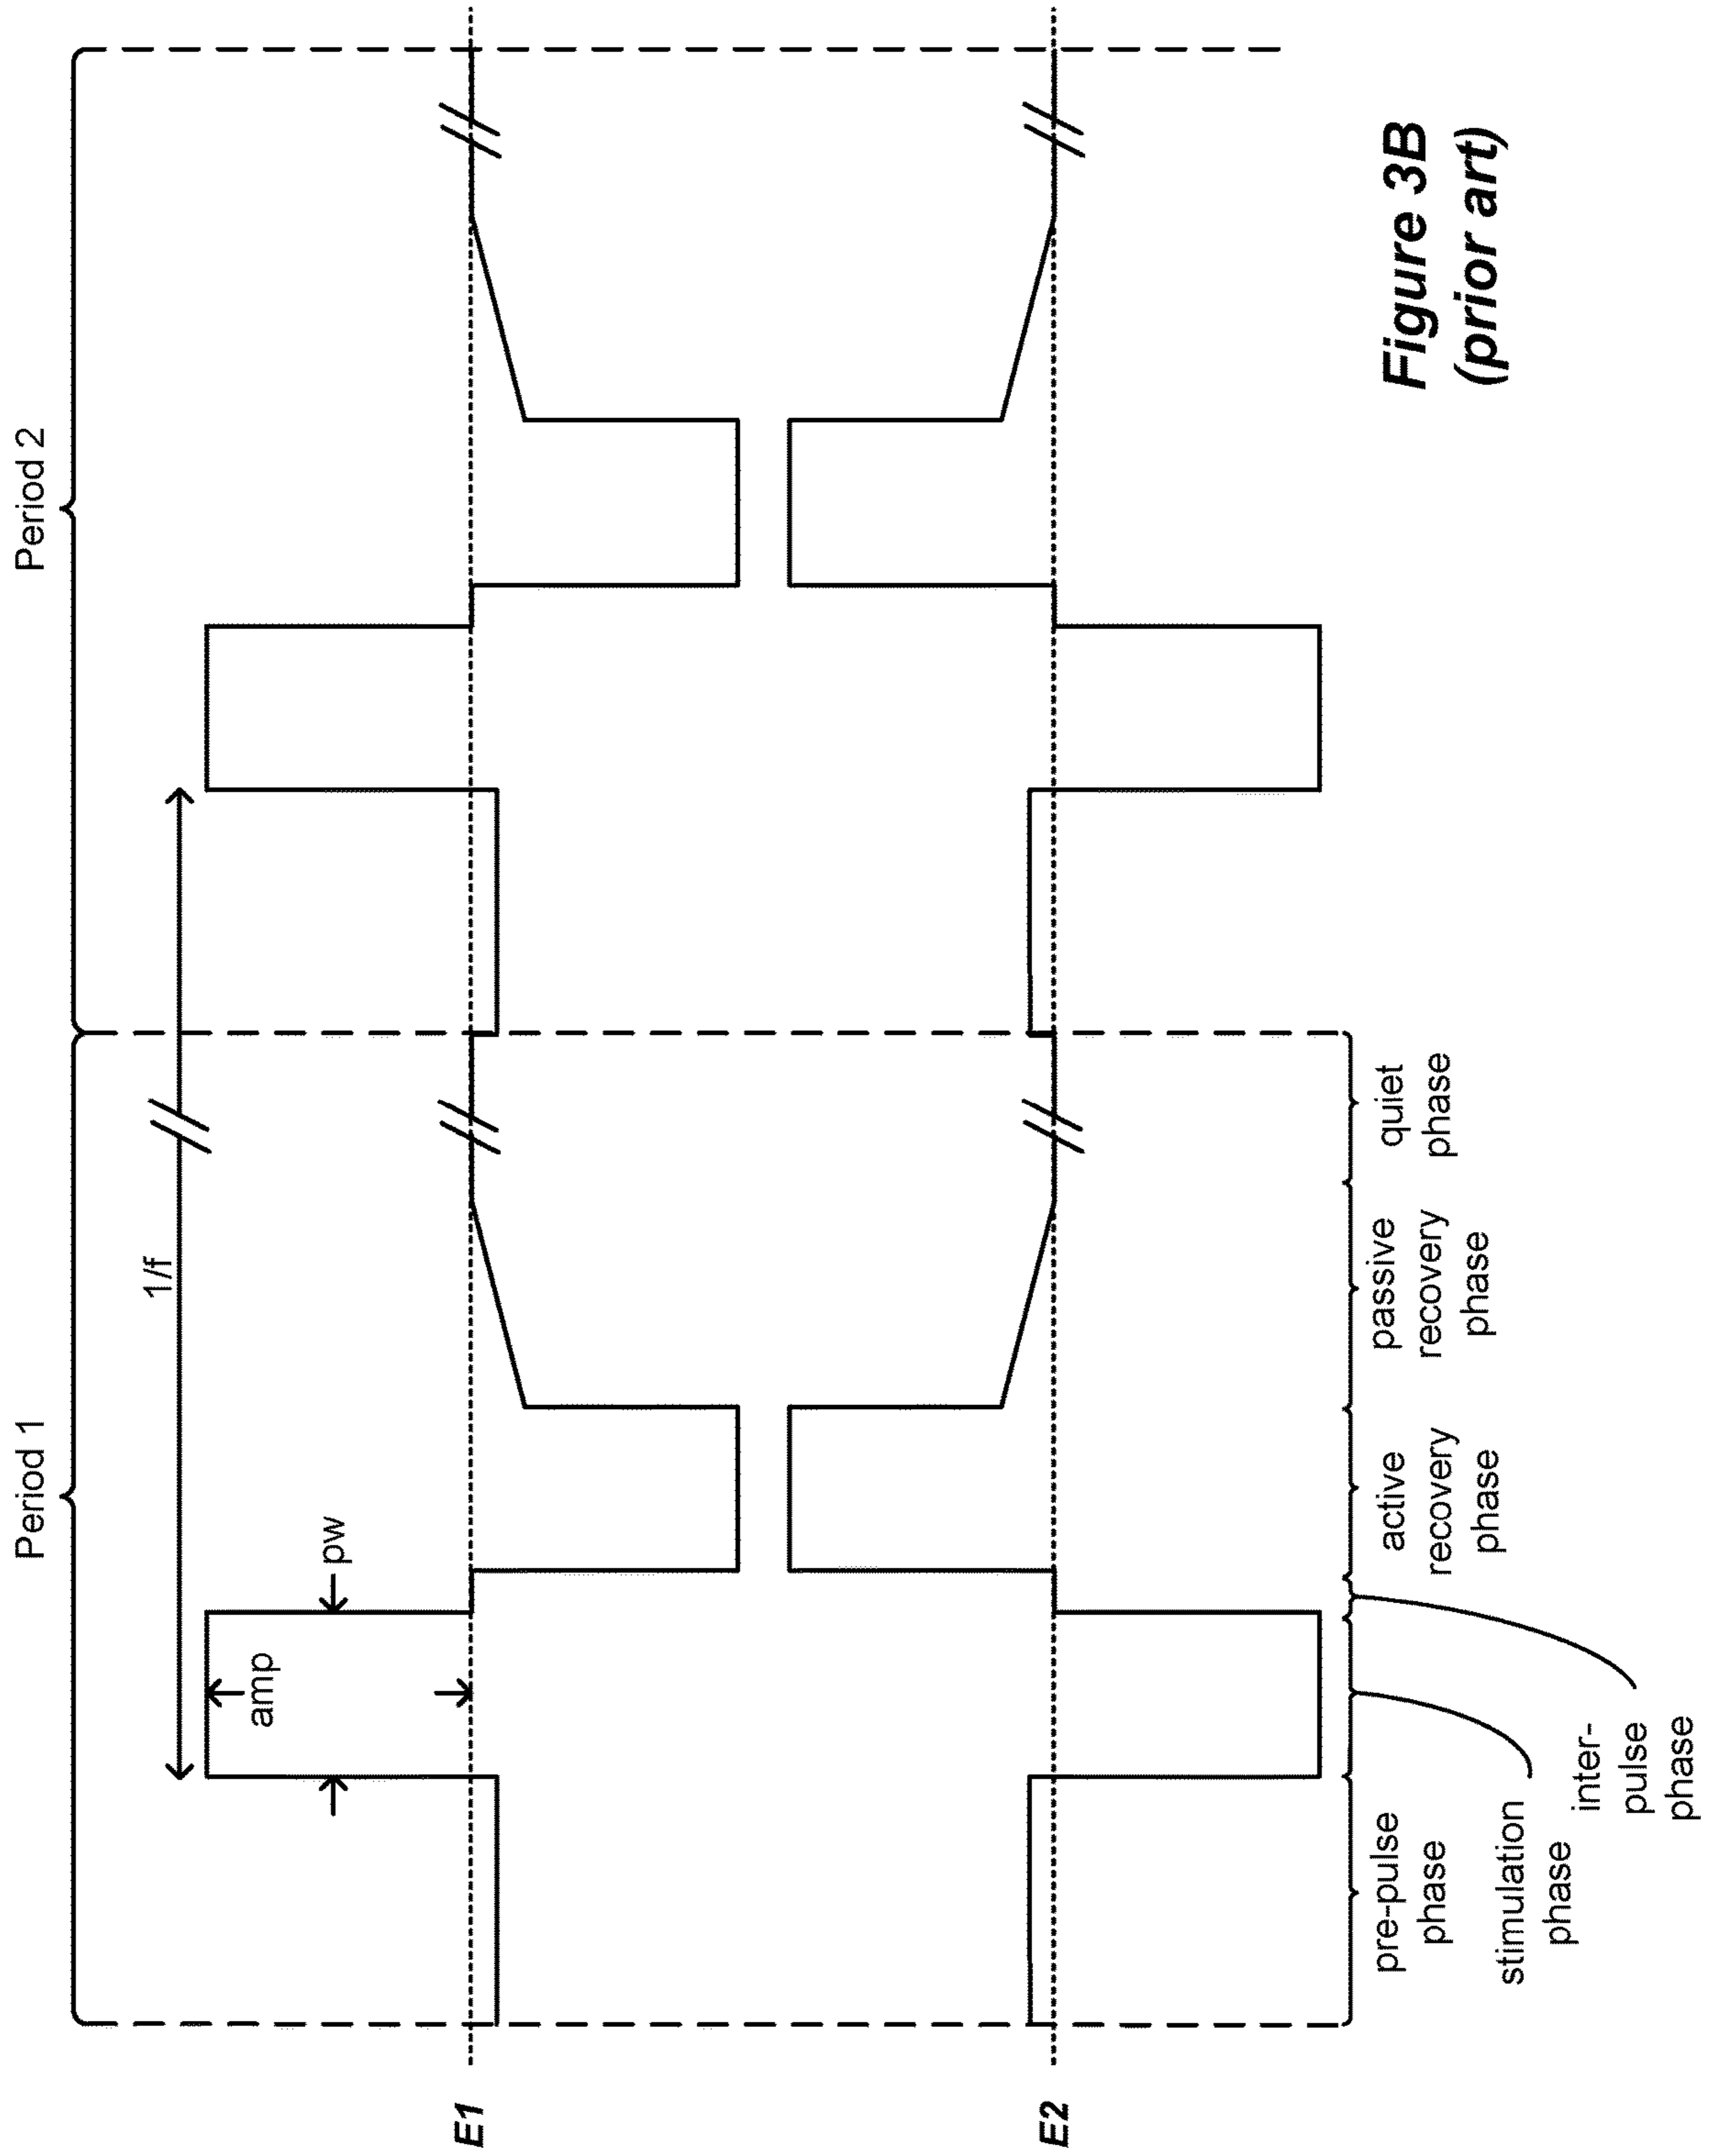 Period 1
Period 2
1/f
amp
pw
E1
E2
pre-pulse
phase
stimulation
phase
inter-
pulse
phase
active
recovery
phase
passive
recovery
phase
quiet
phase
Figure 3B
(prior art)